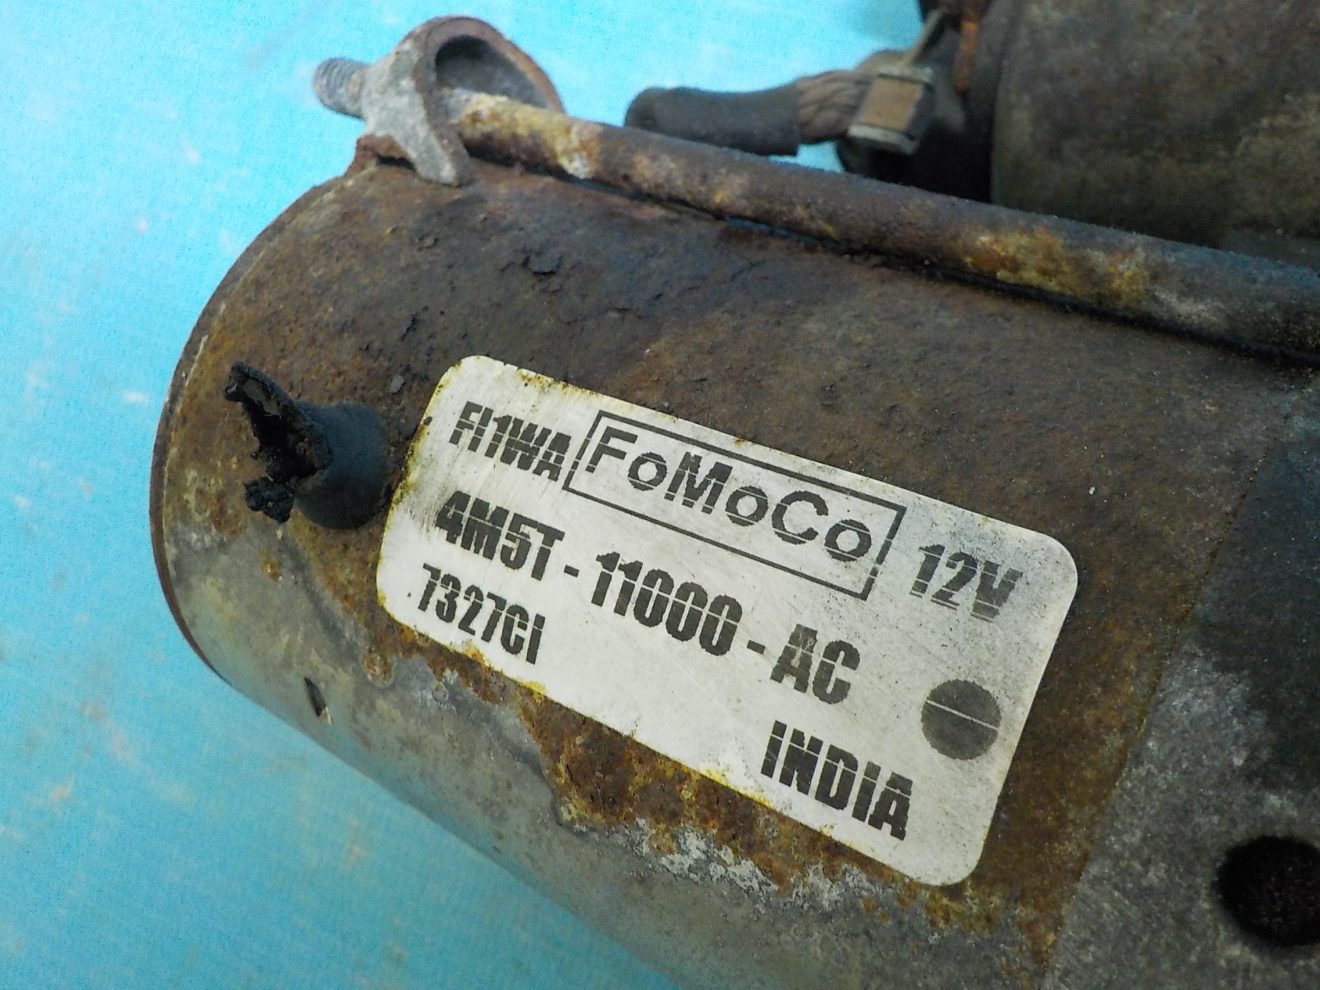 FI1WA FoMoCo 12V
4M5T-11000-AC
7327CI
INDIA